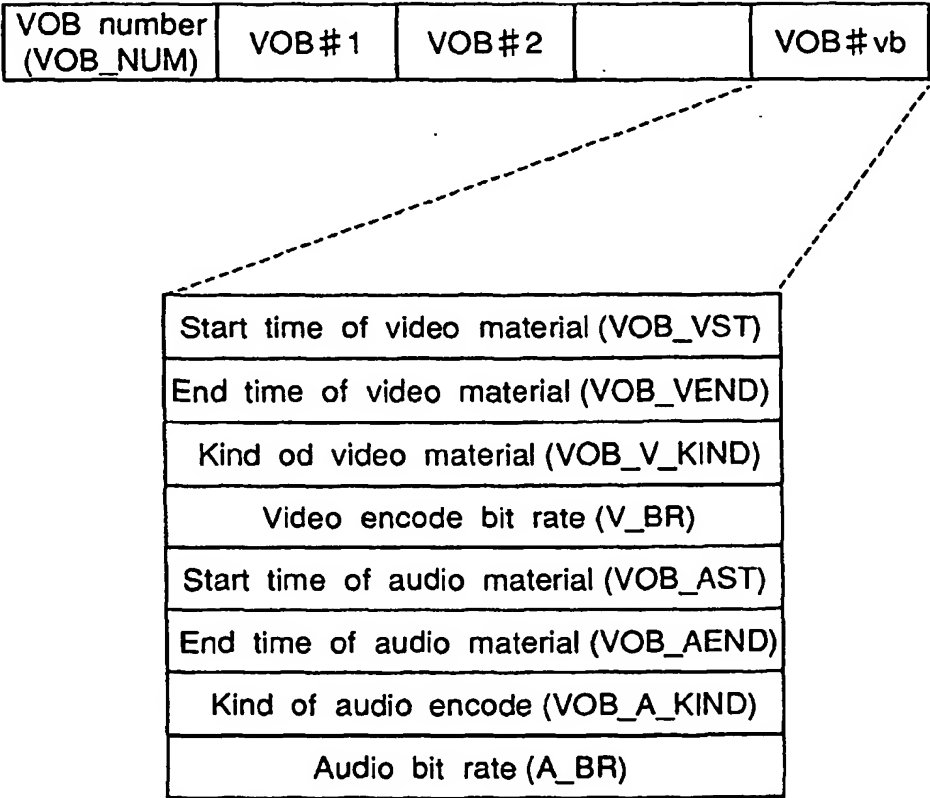 VOB number
(VOB_NUM)
VOB#1
VOB#2
VOB#vb
Start time of video material (VOB_VST)
End time of video material (VOB_VEND)
Kind od video material (VOB_V_KIND)
Video encode bit rate (V_BR)
Start time of audio material (VOB_AST)
End time of audio material (VOB_AEND)
Kind of audio encode (VOB_A_KIND)
Audio bit rate (A_BR)